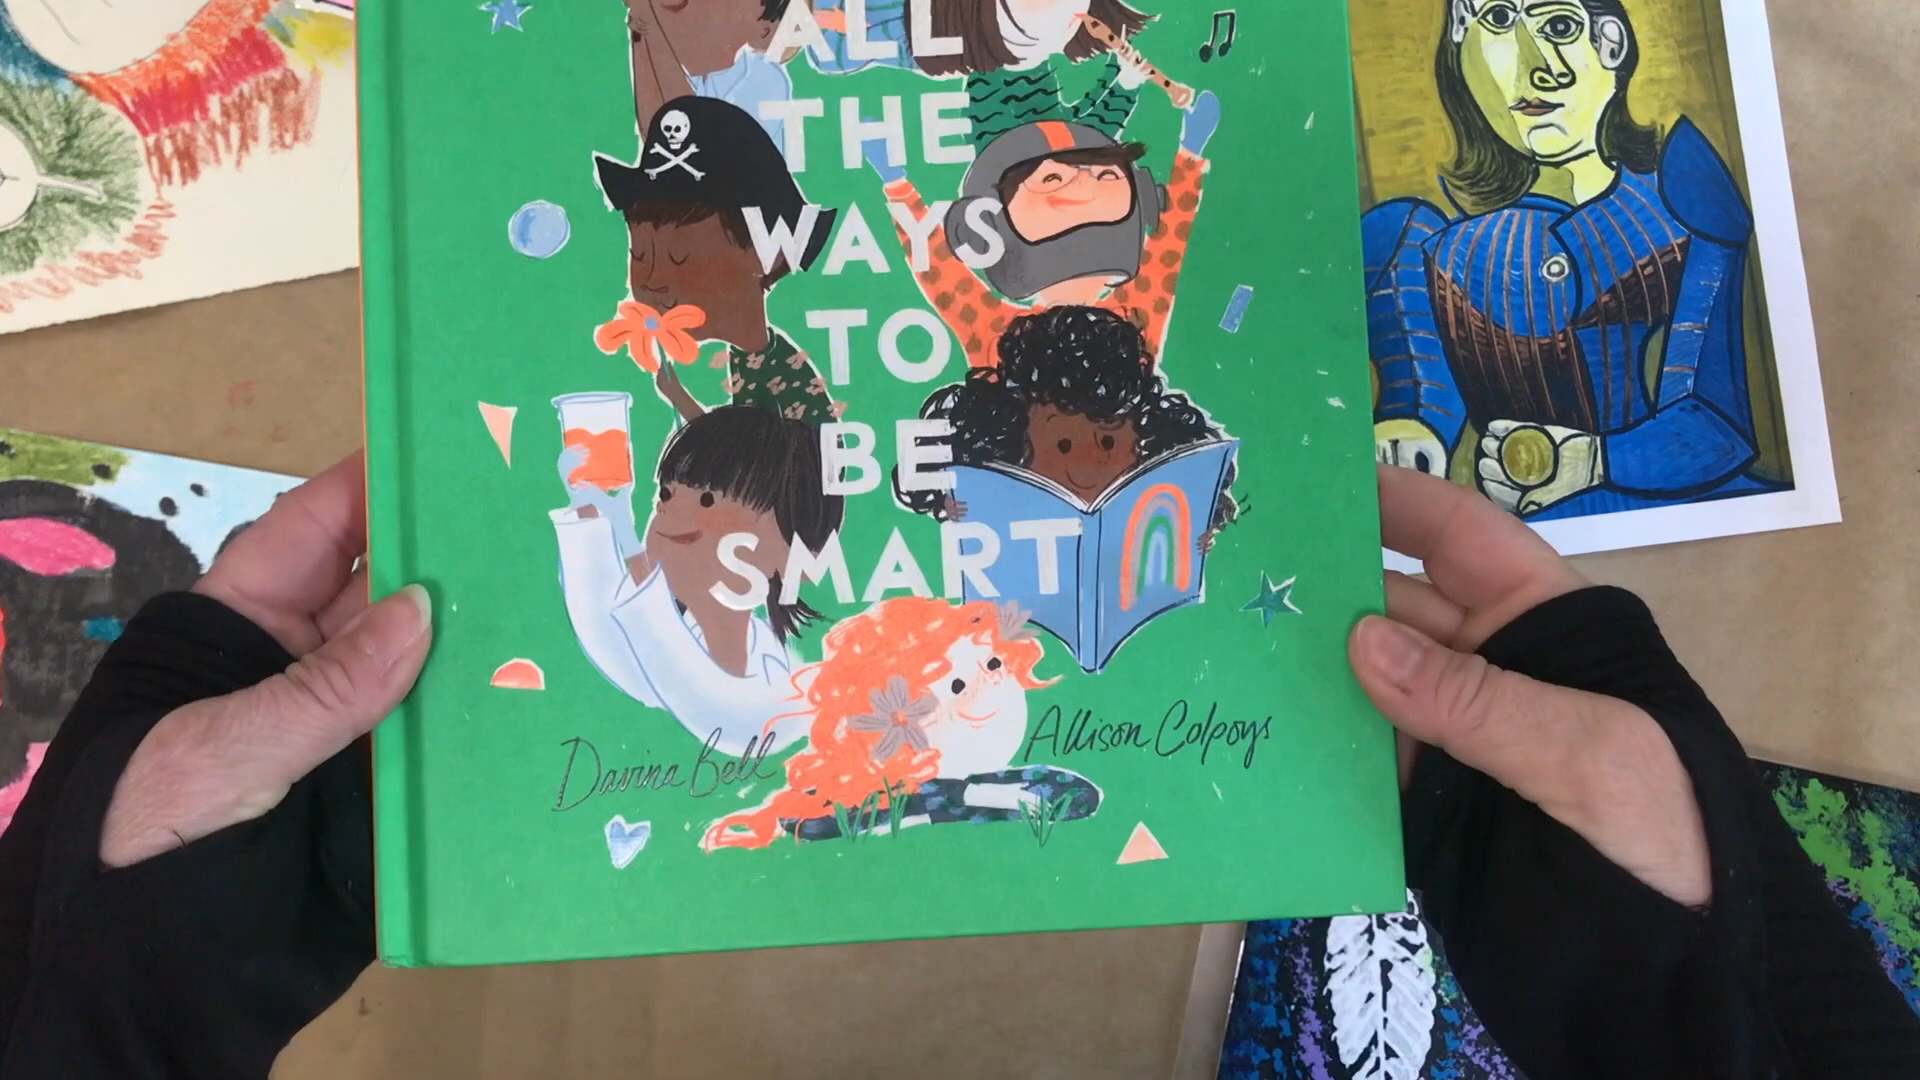 ALL
THE
WAYS
TO
BE
SMART
Davina Bell
Allison Colpoys